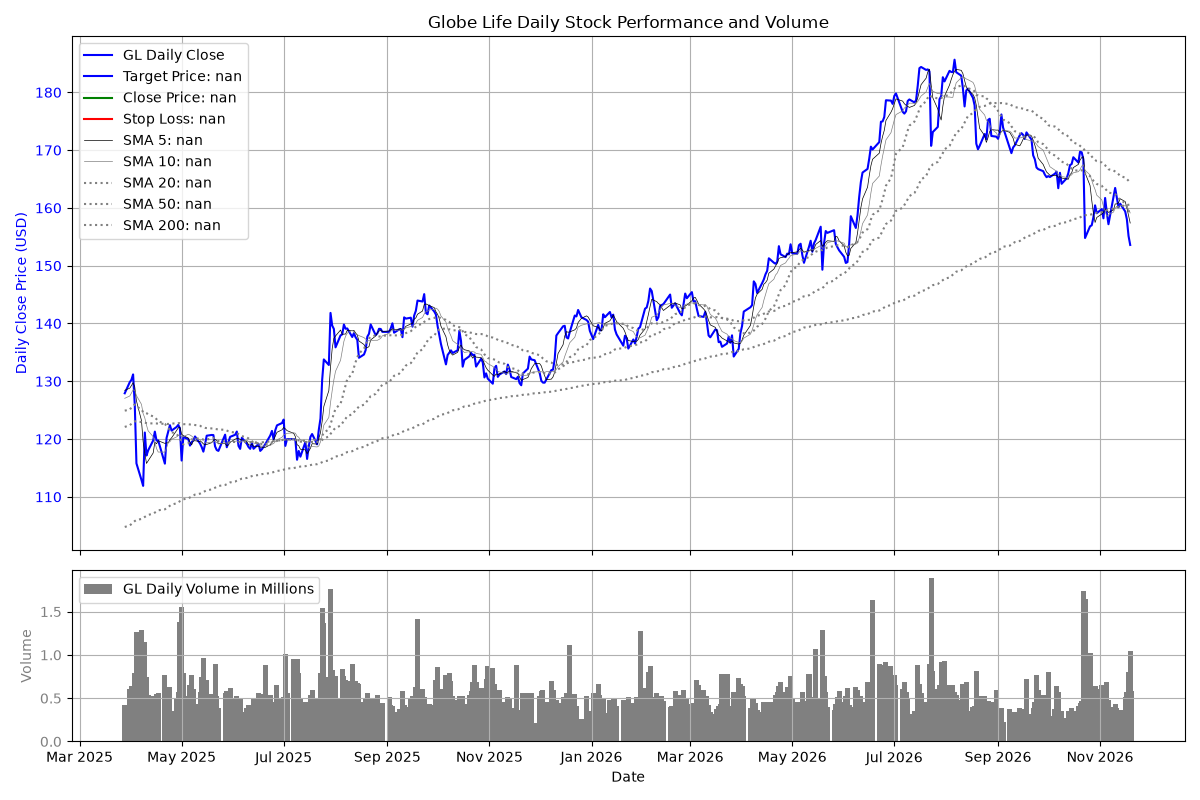 Globe Life Daily Stock Performance and Volume
GL Daily Close
Target Price: nan
Close Price: nan
Stop Loss: nan
SMA 5: nan
SMA 10: nan
SMA 20: nan
SMA 50: nan
SMA 200: nan
Daily Close Price (USD)
180
170
160
150
140
130
120
110
GL Daily Volume in Millions
Volume
1.5
1.0
0.5
0.0
Mar 2025 May 2025 Jul 2025 Sep 2025 Nov 2025 Jan 2026 Mar 2026 May 2026 Jul 2026 Sep 2026 Nov 2026
Date